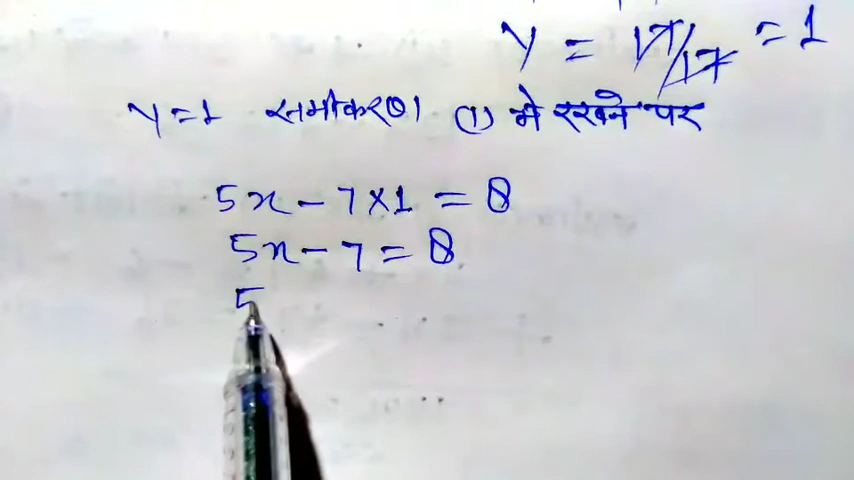 y = 17/17 = 1
y = 1 समीकरण (1) मे रखने पर
5x - 7×1 = 8
5x - 7 = 8
5